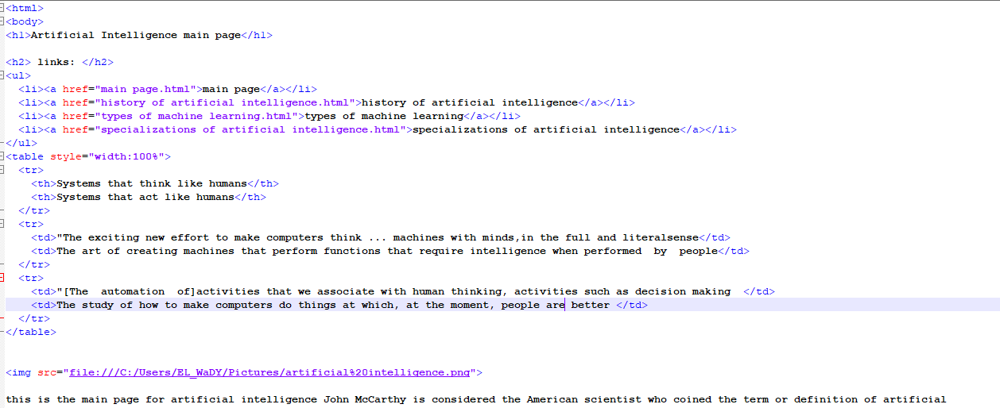 <html>
<body>
<h1>Artificial Intelligence main page</h1>
<h2> links: </h2>
<ul>
<li><a href="main page.html">main page</a></li>
<li><a href="history of artificial intelligence.html">history of artificial intelligence</a></li>
<li><a href="types of machine learning.html">types of machine learning</a></li>
<li><a href="specializations of artificial intelligence.html">specializations of artificial intelligence</a></li>
</ul>
<table style="width:100%">
<tr>
<th>Systems that think like humans</th>
<th>Systems that act like humans</th>
</tr>
<tr>
<td>"The exciting new effort to make computers think ... machines with minds,in the full and literalsense</td>
<td>The art of creating machines that perform functions that require intelligence when performed  by  people</td>
</tr>
<tr>
<td>"[The  automation  of]activities that we associate with human thinking, activities such as decision making  </td>
<td>The study of how to make computers do things at which, at the moment, people are better </td>
</tr>
</table>
<img src="file:///C:/Users/EL_WaDY/Pictures/artificial%20intelligence.png">
this is the main page for artificial intelligence John McCarthy is considered the American scientist who coined the term or definition of artificial